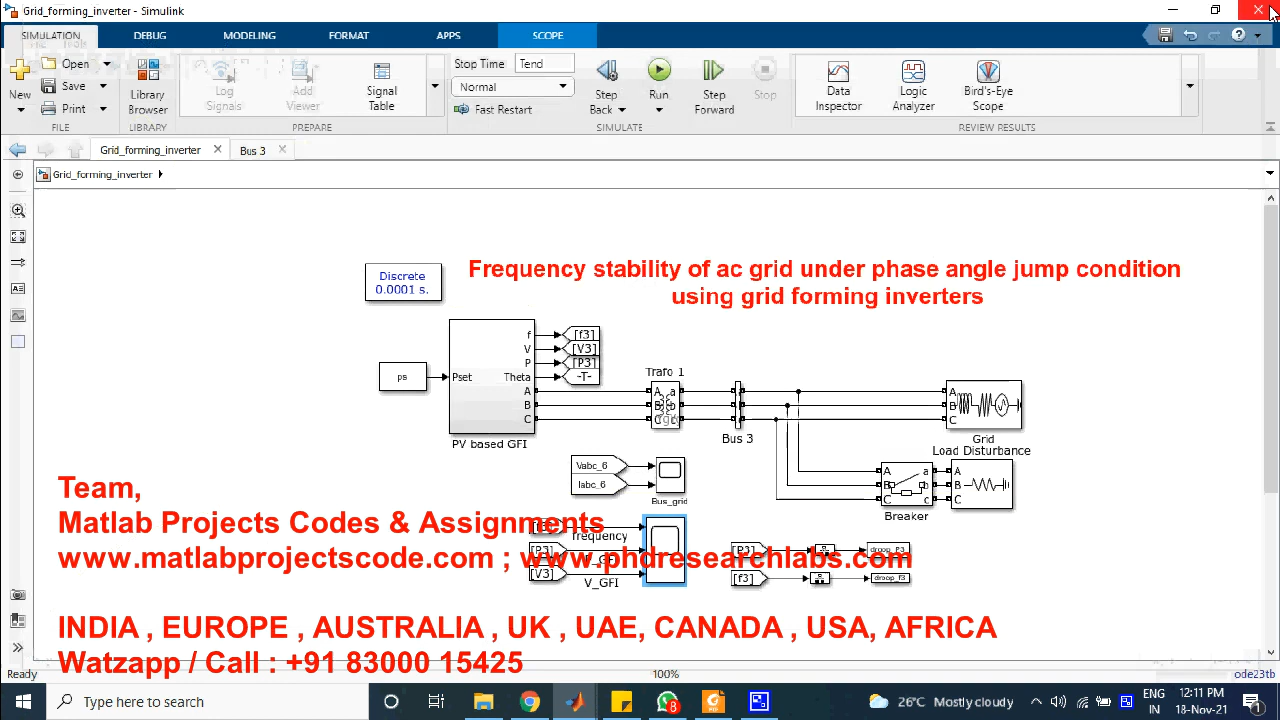 Grid_forming_inverter - Simulink
SIMULATION DEBUG MODELING FORMAT APPS SCOPE
New
Open
Save
Print
FILE
Library Browser
LIBRARY
Log Signals
Add Viewer
Signal Table
PREPARE
Stop Time Tend
Normal
Fast Restart
Step Back
Run
Step Forward
Stop
SIMULATE
Data Inspector
Logic Analyzer
Bird's-Eye Scope
REVIEW RESULTS
Grid_forming_inverter Bus 3
Grid_forming_inverter
Discrete
0.0001 s.
Frequency stability of ac grid under phase angle jump condition
using grid forming inverters
ps
Pset
f
V
P
Theta
A
B
C
PV based GFI
[f3]
[V3]
[P3]
-T-
Trafo 1
A a
B b
C c
Bus 3
A
B
C
Grid
Load Disturbance
A a
B b
C c
Breaker
A
B
C
Vabc_6
Iabc_6
Bus_grid
Team,
Matlab Projects Codes & Assignments
www.matlabprojectscode.com ; www.phdresearchlabs.com
frequency
[P3]
[V3]
V_GFI
[P3]
droop_P3
[f3]
droop_f3
INDIA , EUROPE , AUSTRALIA , UK , UAE, CANADA , USA, AFRICA
Watzapp / Call : +91 83000 15425
Ready 100% ode23tb
Type here to search
8
26°C Mostly cloudy
ENG
IN
12:11 PM
18-Nov-21
1